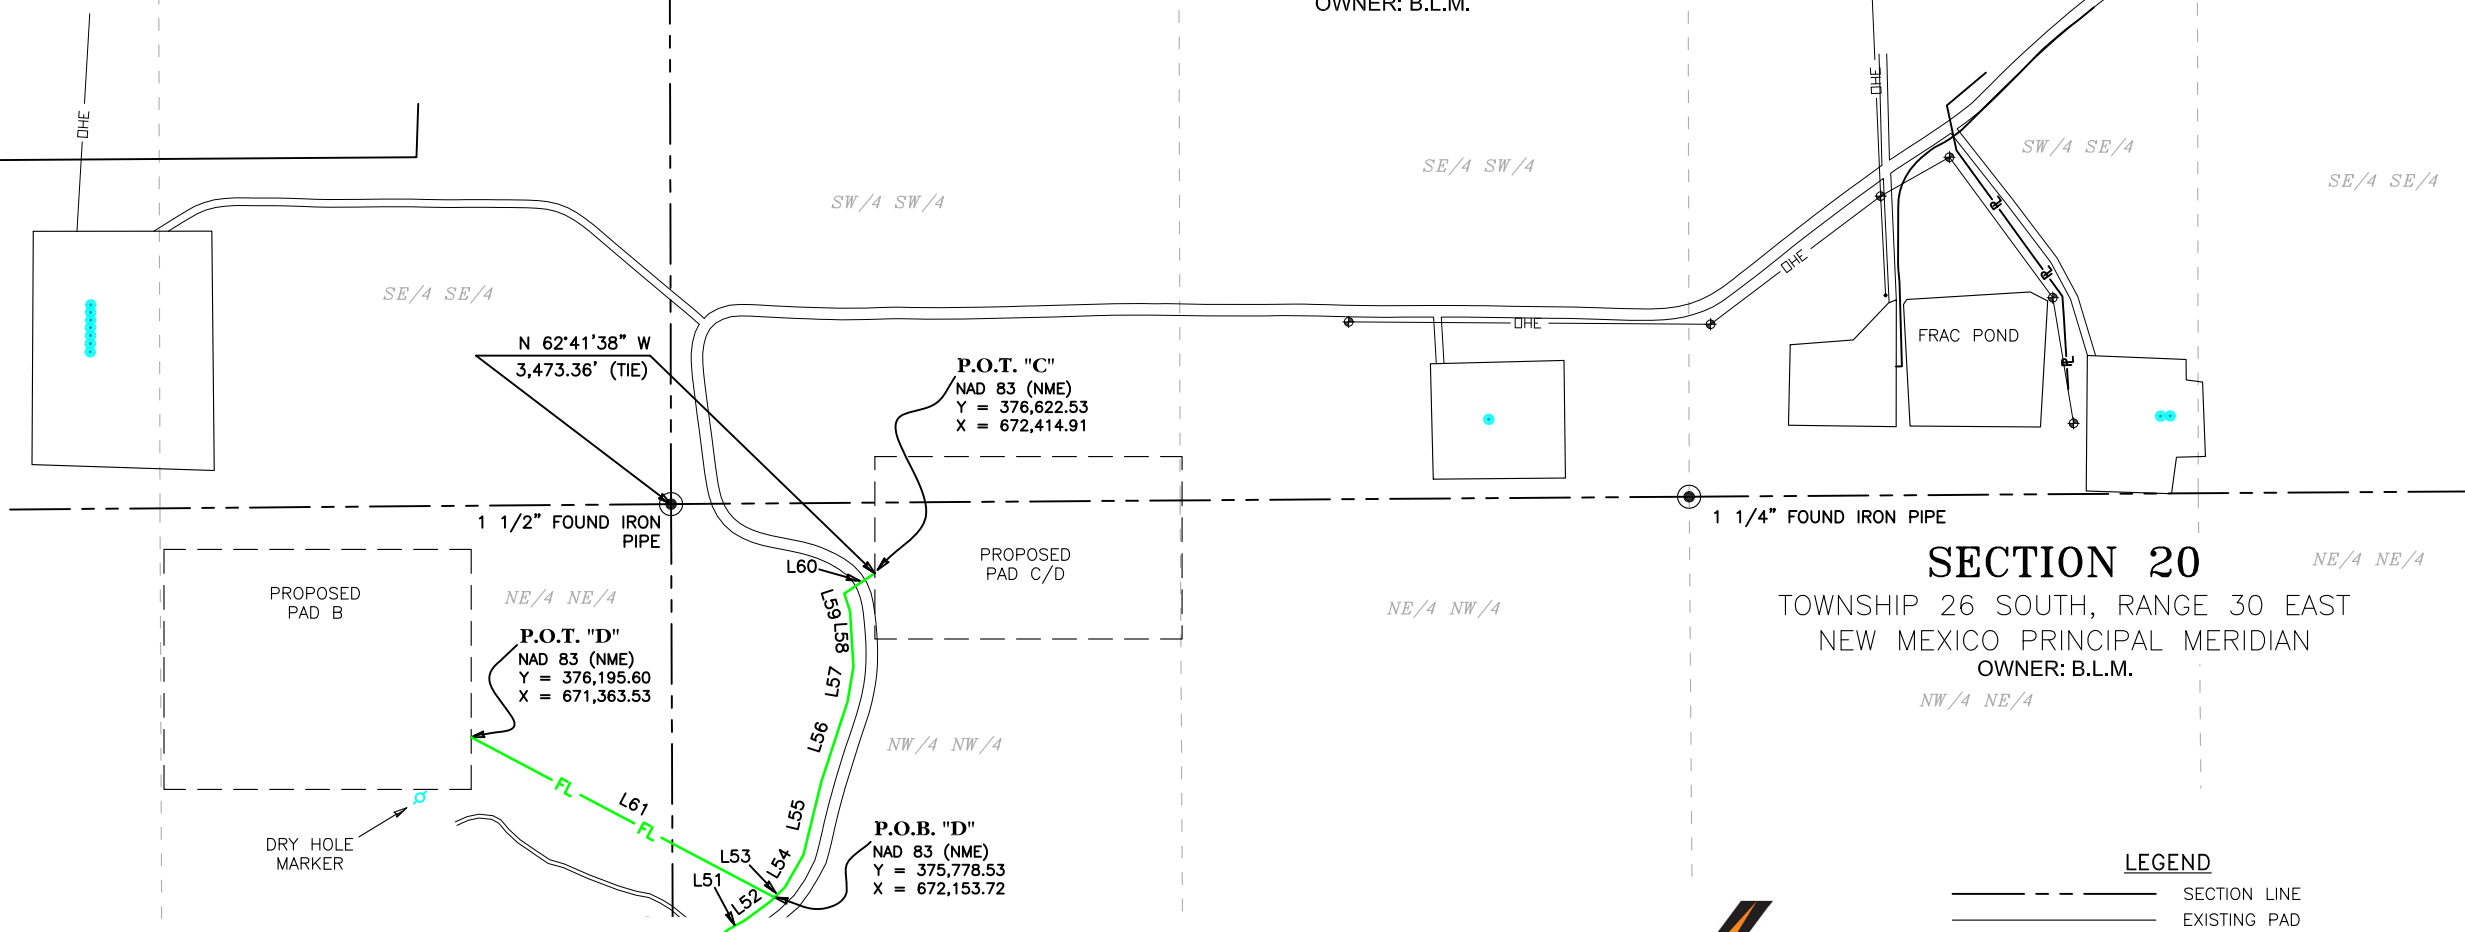 OWNER: B.L.M.
OHE
OHE
SW/4 SE/4
SE/4 SW/4
SE/4 SE/4
SW/4 SW/4
RL
OHE
RL
SE/4 SE/4
OHE
FRAC POND
RL
N 62°41'38" W
3,473.36' (TIE)
P.O.T. "C"
NAD 83 (NME)
Y = 376,622.53
X = 672,414.91
1 1/2" FOUND IRON
PIPE
1 1/4" FOUND IRON PIPE
PROPOSED
PAD C/D
SECTION 20
TOWNSHIP 26 SOUTH, RANGE 30 EAST
NEW MEXICO PRINCIPAL MERIDIAN
OWNER: B.L.M.
NE/4 NE/4
L60
PROPOSED
PAD B
NE/4 NE/4
L59
NE/4 NW/4
L58
P.O.T. "D"
NAD 83 (NME)
Y = 376,195.60
X = 671,363.53
L57
NW/4 NE/4
L56
NW/4 NW/4
FL
L61
FL
L55
DRY HOLE
MARKER
P.O.B. "D"
NAD 83 (NME)
Y = 375,778.53
X = 672,153.72
L53
L54
L51
L52
LEGEND
SECTION LINE
EXISTING PAD